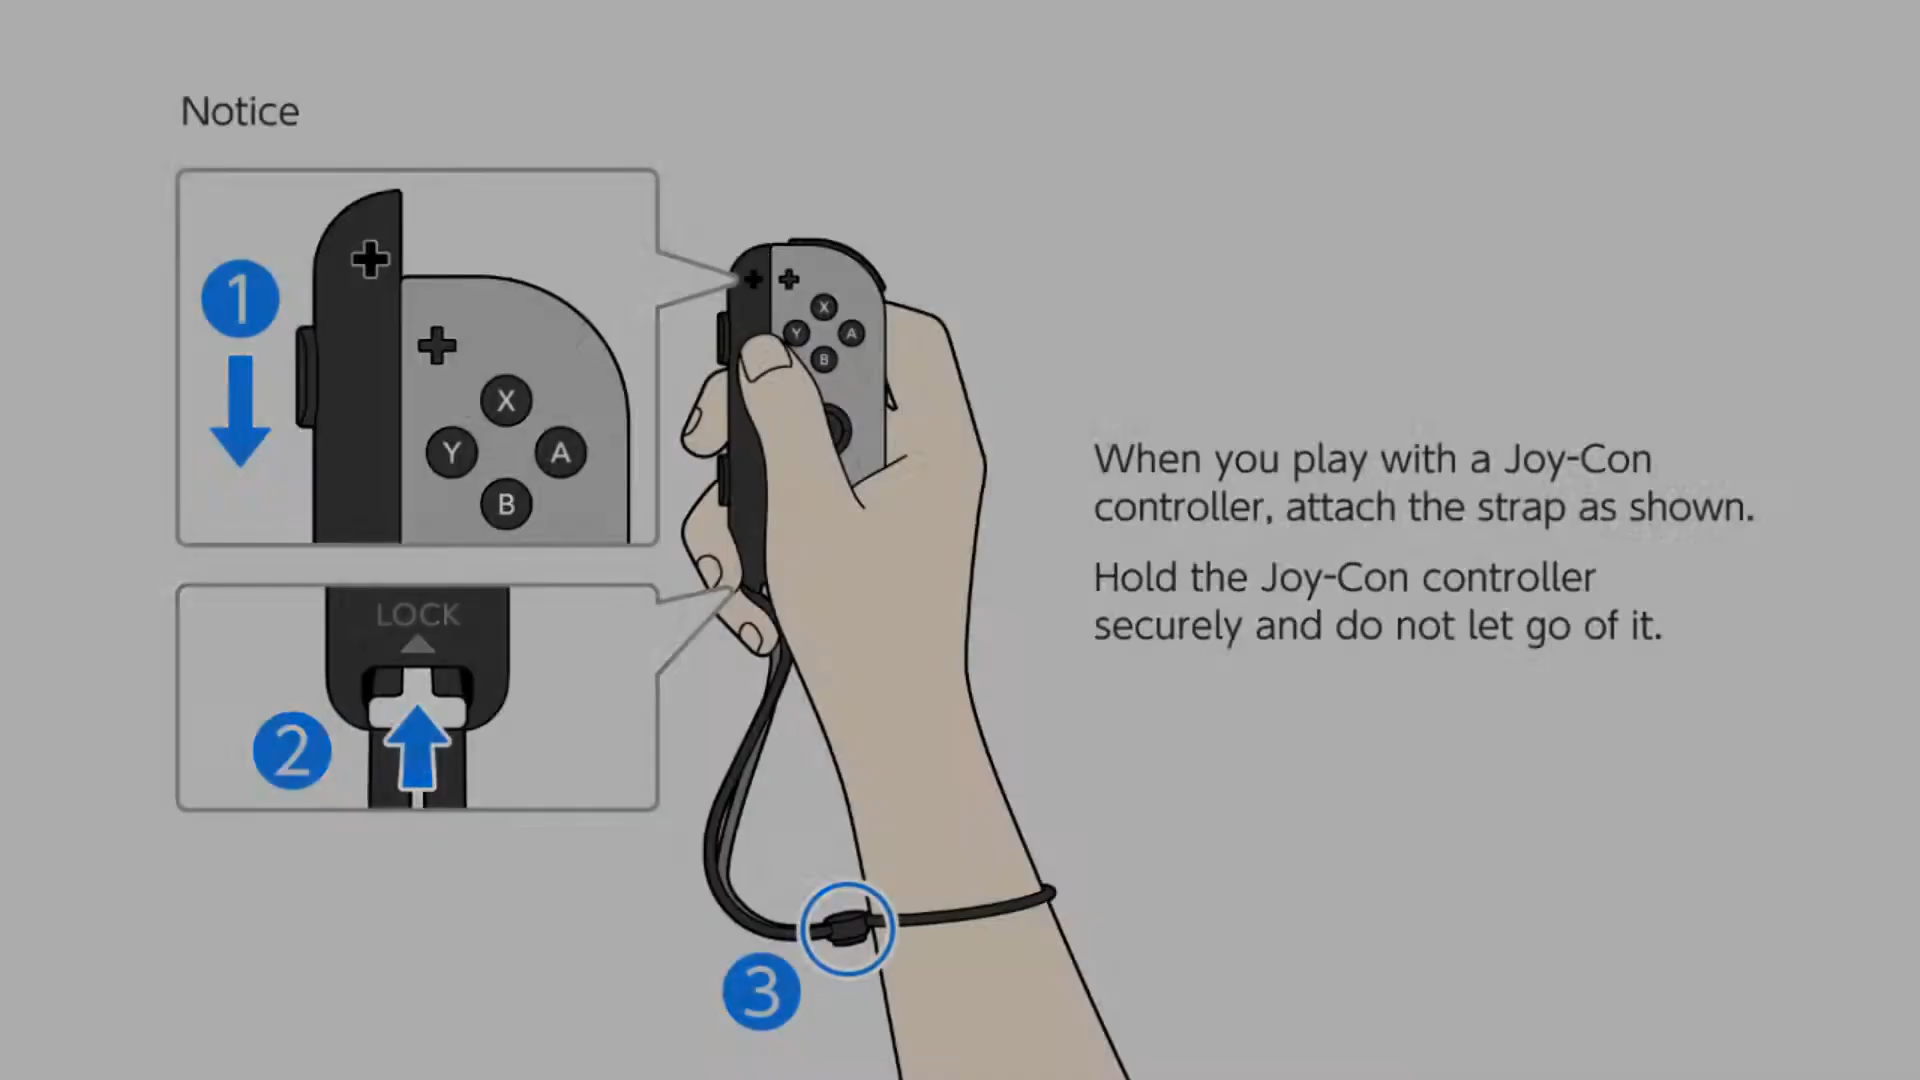 Notice
1
X
Y
A
B
X
Y
A
B
LOCK
2
3
When you play with a Joy-Con
controller, attach the strap as shown.
Hold the Joy-Con controller
securely and do not let go of it.